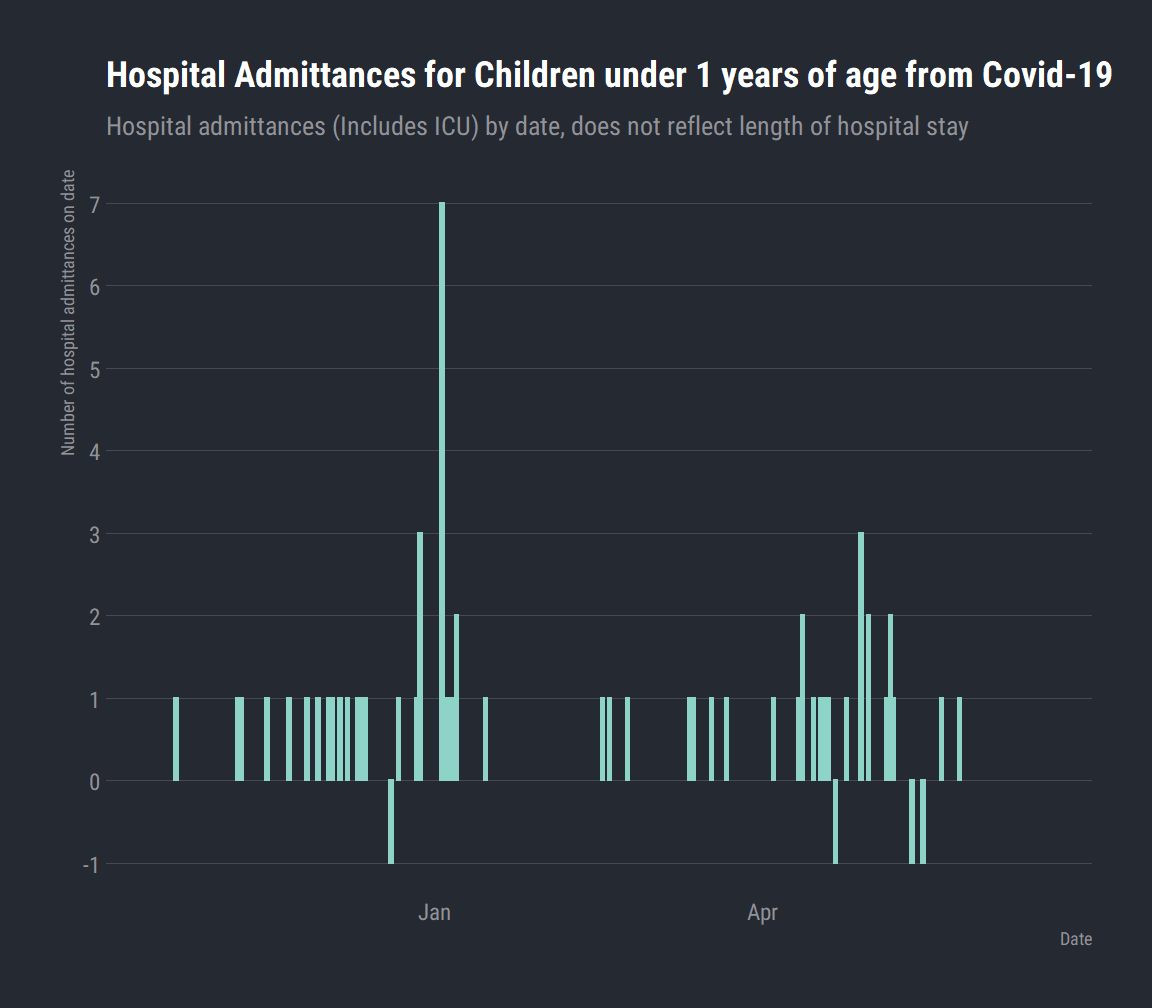 Hospital Admittances for Children under 1 years of age from Covid-19
Hospital admittances (Includes ICU) by date, does not reflect length of hospital stay
Number of hospital admittances on date
7
6
5
4
3
2
1
0
-1
Jan
Apr
Date